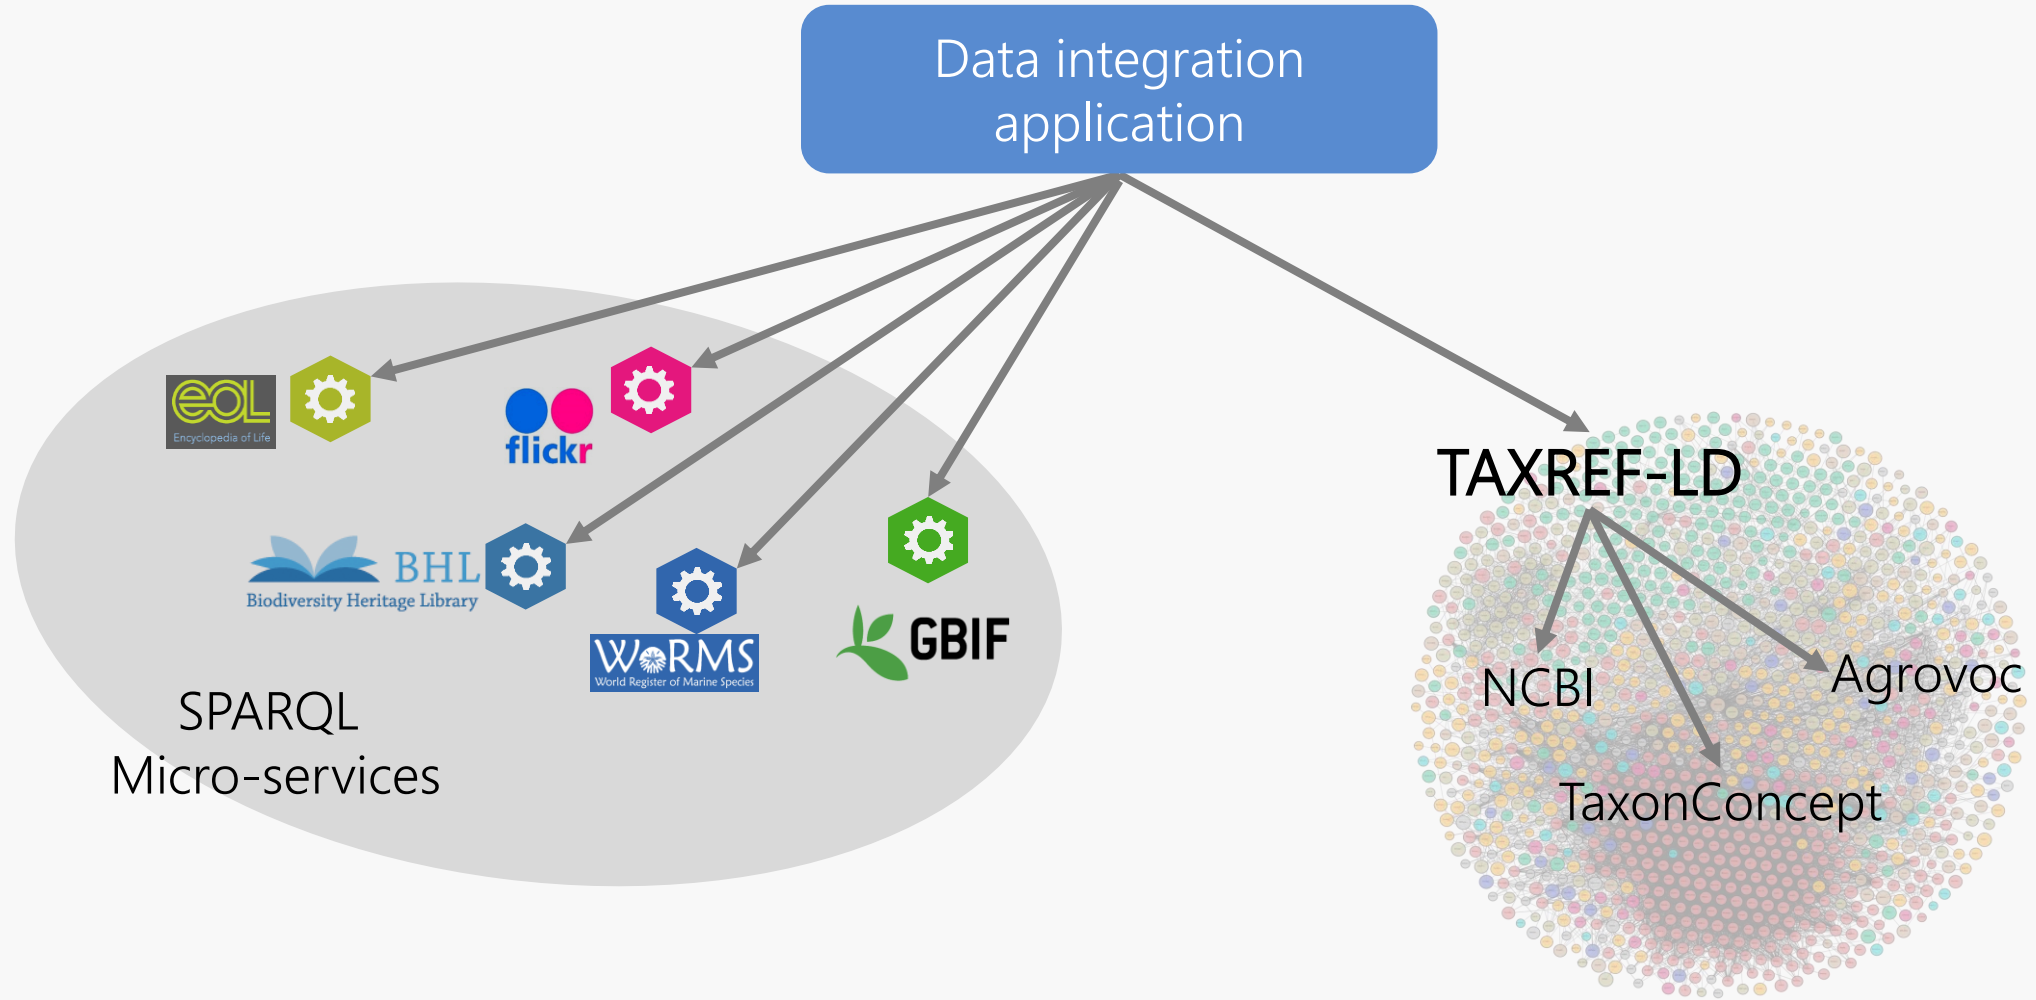 Data integration
application
eOL
Encyclopedia of Life
flickr
BHL
Biodiversity Heritage Library
WoRMS
World Register of Marine Species
GBIF
SPARQL
Micro-services
TAXREF-LD
NCBI
Agrovoc
TaxonConcept